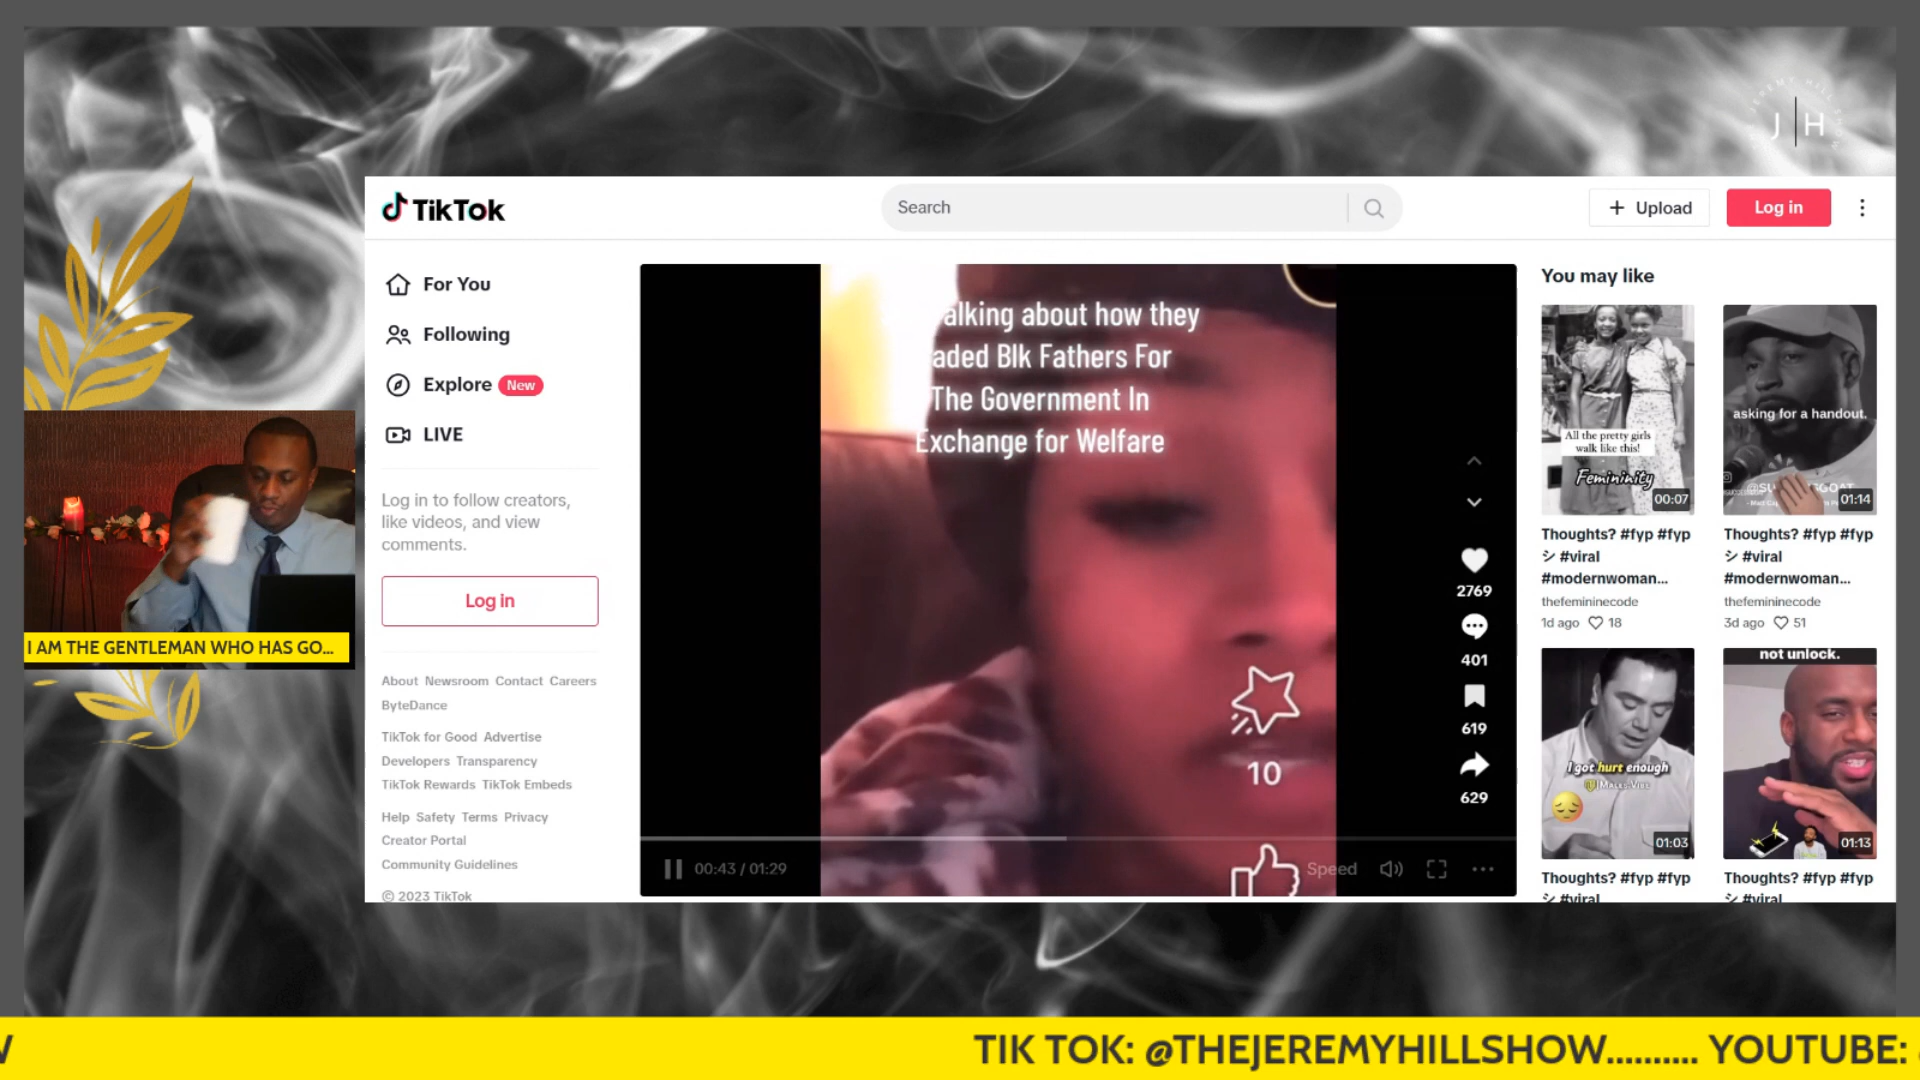 J | H
TikTok
Search
Upload
Log in
For You
Following
Explore New
LIVE
Log in to follow creators,
like videos, and view
comments.
Log in
About Newsroom Contact Careers
ByteDance
TikTok for Good Advertise
Developers Transparency
TikTok Rewards TikTok Embeds
Help Safety Terms Privacy
Creator Portal
Community Guidelines
© 2023 TikTok
alking about how they
aded Blk Fathers For
The Government In
Exchange for Welfare
10
2769
401
619
629
00:43 / 01:29
Speed
You may like
All the pretty girls
walk like this!
Femininity
00:07
Thoughts? #fyp #fyp
シ #viral
#modernwoman...
thefemininecode
1d ago 18
asking for a handout.
01:14
Thoughts? #fyp #fyp
シ #viral
#modernwoman...
thefemininecode
3d ago 51
I got hurt enough
01:03
Thoughts? #fyp #fyp
シ #viral
not unlock.
01:13
Thoughts? #fyp #fyp
シ #viral
I AM THE GENTLEMAN WHO HAS GO...
TIK TOK: @THEJEREMYHILLSHOW.......... YOUTUBE: